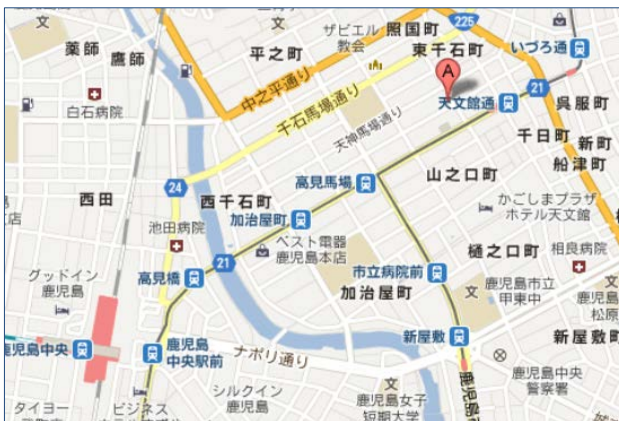 ザビエル
教会
照国町
225
薬師
鷹師
平之町
東千石町
いづろ通
A
中之平通り
千石馬場通り
天文館通
21
呉服町
白石病院
天神馬場通り
千日町
新町
船津町
24
高見馬場
山之口町
西田
西千石町
かごしまプラザ
ホテル天文館
加治屋町
池田病院
ベスト電器
鹿児島本店
樋之口町
相良病院
グッドイン
鹿児島
高見橋
21
市立病院前
加治屋町
鹿児島市立
甲東中
鹿児島
松原
新屋敷
新屋敷町
鹿児島中央
鹿児島
中央駅前
ナポリ通り
鹿児島中央
警察署
タイヨー
ビジネス
シルクイン
鹿児島
鹿児島女子
短期大学
鹿児島市